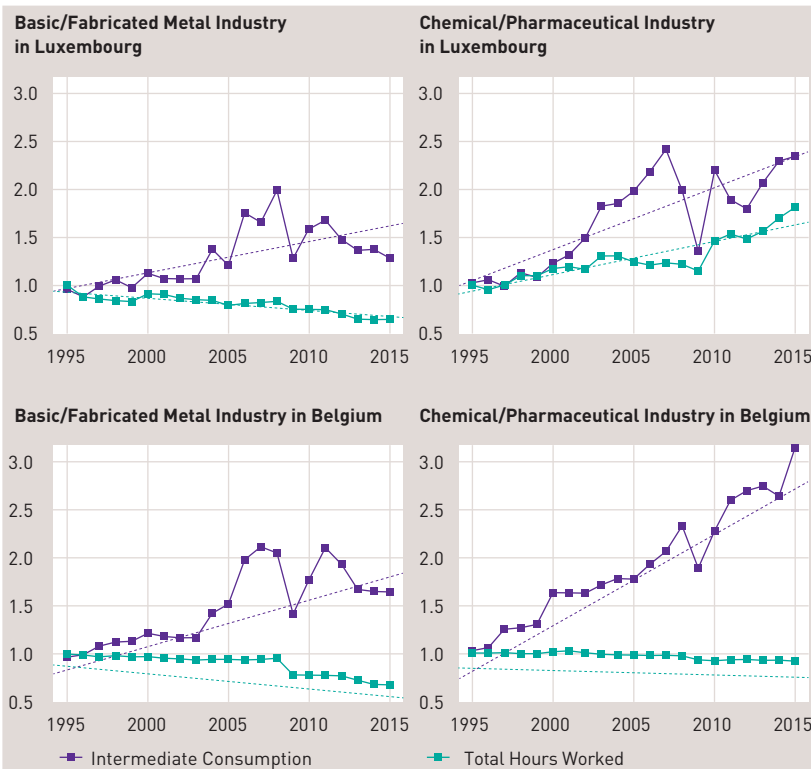 Basic/Fabricated Metal Industry
in Luxembourg
3.0
2.5
2.0
1.5
1.0
0.5
1995 2000 2005 2010 2015
Chemical/Pharmaceutical Industry
in Luxembourg
3.0
2.5
2.0
1.5
1.0
0.5
1995 2000 2005 2010 2015
Basic/Fabricated Metal Industry in Belgium
3.0
2.5
2.0
1.5
1.0
0.5
1995 2000 2005 2010 2015
Chemical/Pharmaceutical Industry in Belgium
3.0
2.5
2.0
1.5
1.0
0.5
1995 2000 2005 2010 2015
Intermediate Consumption
Total Hours Worked